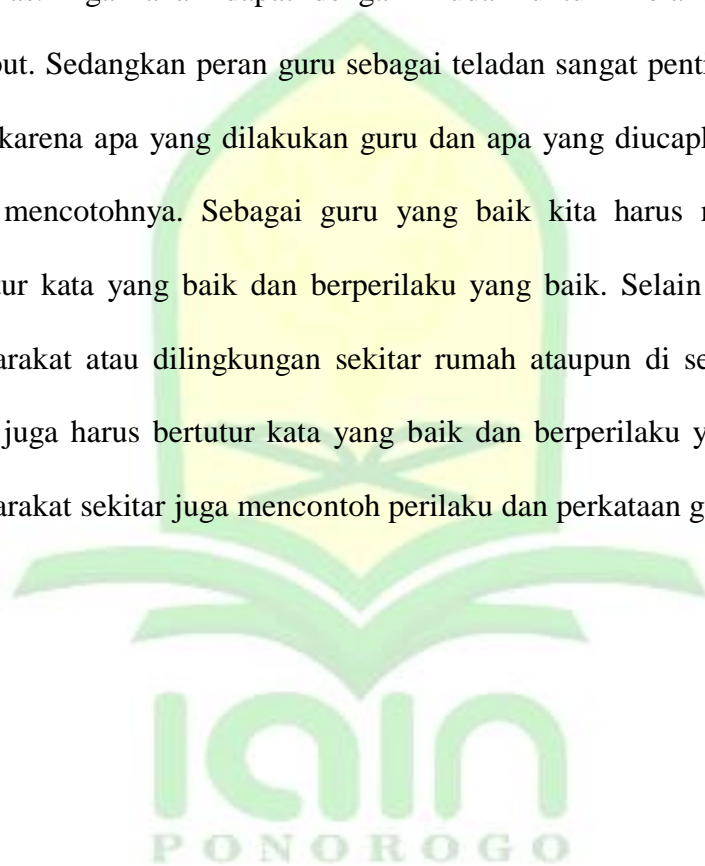 but. Sedangkan peran guru sebagai teladan sangat penti
karena apa yang dilakukan guru dan apa yang diucapk
mencotohnya. Sebagai guru yang baik kita harus
ur kata yang baik dan berperilaku yang baik. Selain
arakat atau dilingkungan sekitar rumah ataupun di se
juga harus bertutur kata yang baik dan berperilaku y
arakat sekitar juga mencontoh perilaku dan perkataan g
iain
PONOROGO